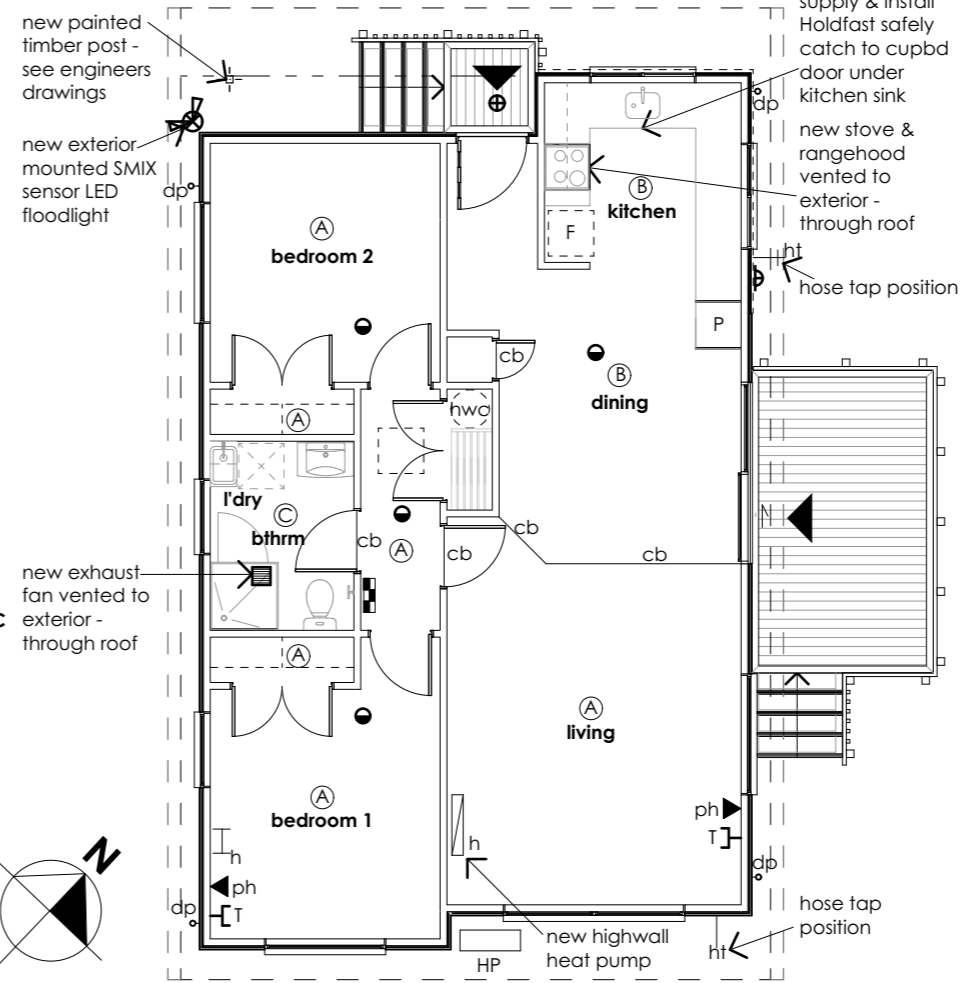 new painted
timber post -
see engineers
drawings
supply & install
Holdfast safely
catch to cupbd
door under
kitchen sink
dp
new exterior
mounted SMIX
sensor LED
floodlight
dp
new stove &
rangehood
vented to
exterior -
through roof
B
kitchen
A
bedroom 2
F
ht
hose tap position
P
cb
B
dining
hwc
A
l'dry
C
bthrm
cb
A
cb
cb
cb
new exhaust
fan vented to
exterior -
through roof
c
A
A
living
A
bedroom 1
ph
T
h
h
N
ph
T
dp
dp
hose tap
position
new highwall
heat pump
HP
ht